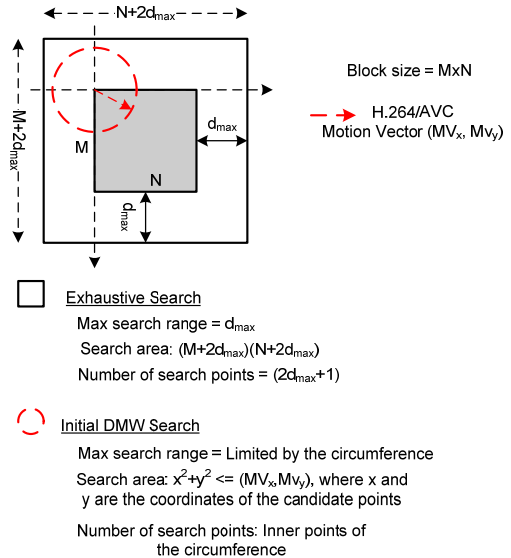 N+2dmax
M+2dmax
M
N
dmax
dmax
Block size = MxN
H.264/AVC
Motion Vector (MVx, Mvy)
Exhaustive Search
Max search range = dmax
Search area: (M+2dmax)(N+2dmax)
Number of search points = (2dmax+1)
Initial DMW Search
Max search range = Limited by the circumference
Search area: x²+y² <= (MVx,Mvy), where x and
y are the coordinates of the candidate points
Number of search points: Inner points of
the circumference